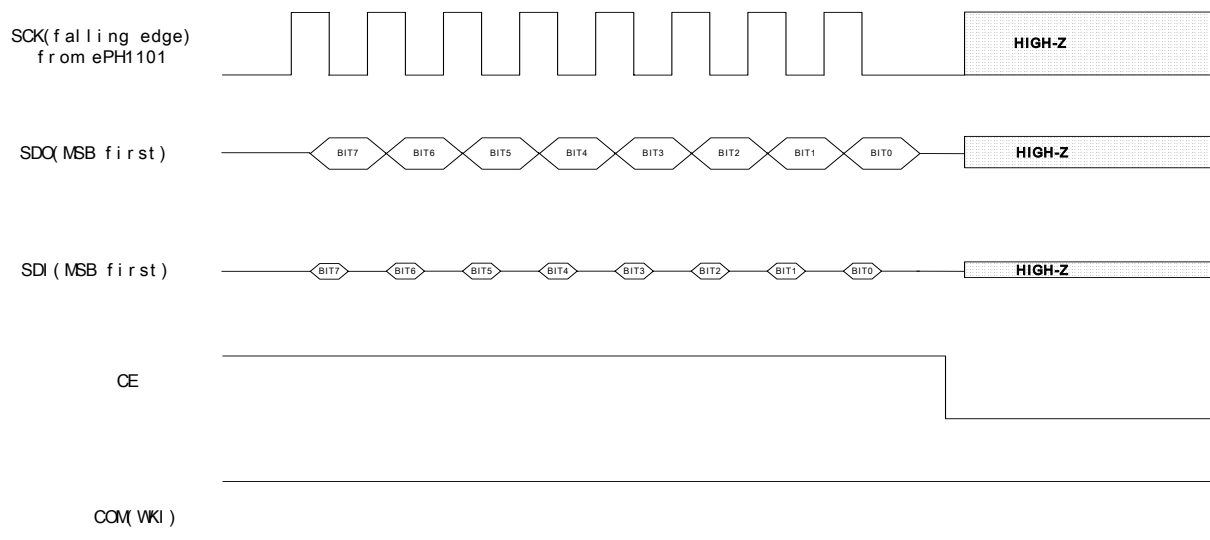 SCK(falling edge)
from ePH1101
HIGH-Z
SDO(MSB first)
BIT7 BIT6 BIT5 BIT4 BIT3 BIT2 BIT1 BIT0
HIGH-Z
SDI(MSB first)
BIT7 BIT6 BIT5 BIT4 BIT3 BIT2 BIT1 BIT0
HIGH-Z
CE
COM(WKI)